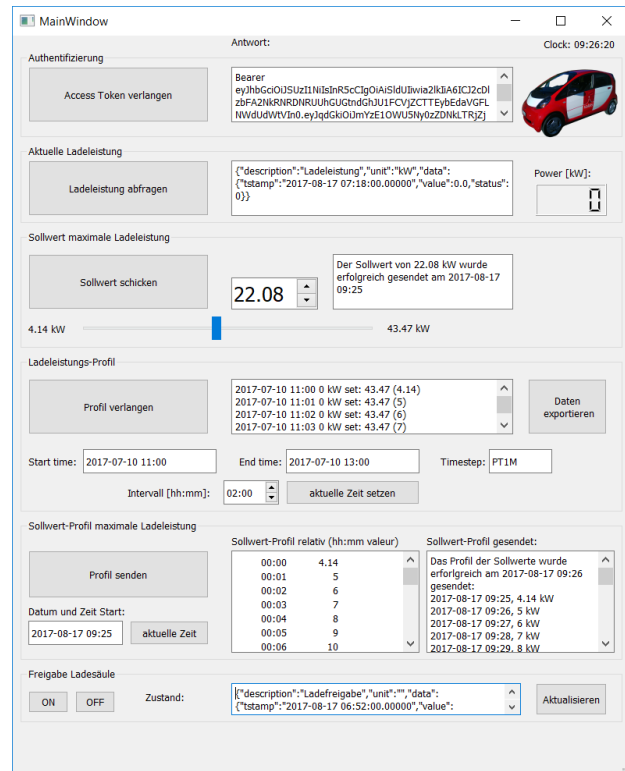 MainWindow
Antwort:
Clock: 09:26:20
Authentifizierung
Access Token verlangen
Bearer
zbFA2NkRNRDNRUUhGUGtndGhJU1FCVjZCTTEybEdaVGFL
Aktuelle Ladeleistung
Ladeleistung abfragen
{"description":"Ladeleistung","unit":"kW","data":
{"tstamp":"2017-08-17 07:18:00.00000","value":0.0,"status":
0}}
Power [kW]:
0
Sollwert maximale Ladeleistung
Sollwert schicken
22.08
Der Sollwert von 22.08 kW wurde
erfolgreich gesendet am 2017-08-17
09:25
4.14 kW
43.47 kW
Ladeleistungs-Profil
Profil verlangen
2017-07-10 11:00 0 kW set: 43.47 (4.14)
2017-07-10 11:01 0 kW set: 43.47 (5)
2017-07-10 11:02 0 kW set: 43.47 (6)
2017-07-10 11:03 0 kW set: 43.47 (7)
Daten
exportieren
Start time: 2017-07-10 11:00
End time: 2017-07-10 13:00
Timestep: PT1M
Intervall [hh:mm]: 02:00
aktuelle Zeit setzen
Sollwert-Profil maximale Ladeleistung
Profil senden
Datum und Zeit Start:
2017-08-17 09:25
aktuelle Zeit
Sollwert-Profil relativ (hh:mm valeur)
00:00 4.14
00:01 5
00:02 6
00:03 7
00:04 8
00:05 9
00:06 10
Sollwert-Profil gesendet:
Das Profil der Sollwerte wurde
erforlgreich am 2017-08-17 09:26
gesendet:
2017-08-17 09:25, 4.14 kW
2017-08-17 09:26, 5 kW
2017-08-17 09:27, 6 kW
2017-08-17 09:28, 7 kW
2017-08-17 09:29, 8 kW
Freigabe Ladesäule
ON
OFF
Zustand:
{"description":"Ladefreigabe","unit":"","data":
{"tstamp":"2017-08-17 06:52:00.00000","value":
Aktualisieren